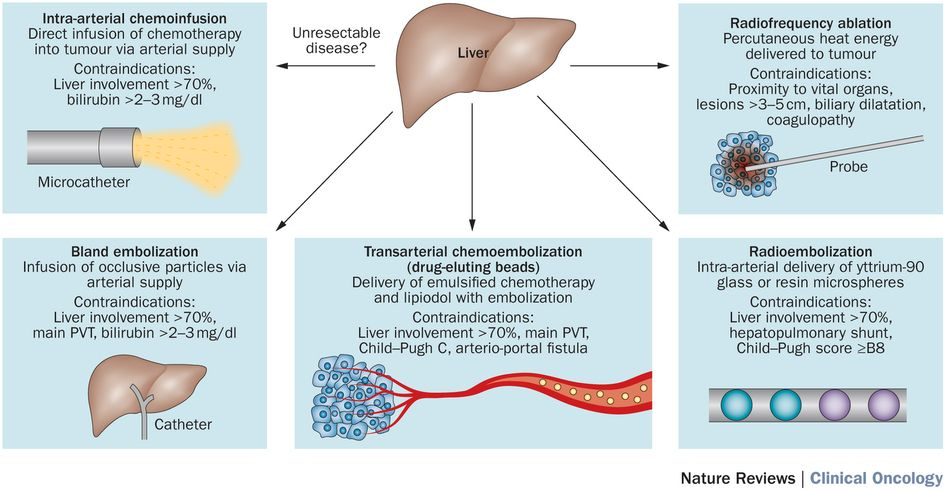 Intra-arterial chemoinfusion
Direct infusion of chemotherapy
into tumour via arterial supply
Contraindications:
Liver involvement >70%,
bilirubin >2–3 mg/dl
Microcatheter
Unresectable
disease?
Liver
Radiofrequency ablation
Percutaneous heat energy
delivered to tumour
Contraindications:
Proximity to vital organs,
lesions >3–5 cm, biliary dilatation,
coagulopathy
Probe
Bland embolization
Infusion of occlusive particles via
arterial supply
Contraindications:
Liver involvement >70%,
main PVT, bilirubin >2–3 mg/dl
Catheter
Transarterial chemoembolization
(drug-eluting beads)
Delivery of emulsified chemotherapy
and lipiodol with embolization
Contraindications:
Liver involvement >70%, main PVT,
Child–Pugh C, arterio-portal fistula
Radioembolization
Intra-arterial delivery of yttrium-90
glass or resin microspheres
Contraindications:
Liver involvement >70%,
hepatopulmonary shunt,
Child–Pugh score ≥B8
Nature Reviews | Clinical Oncology